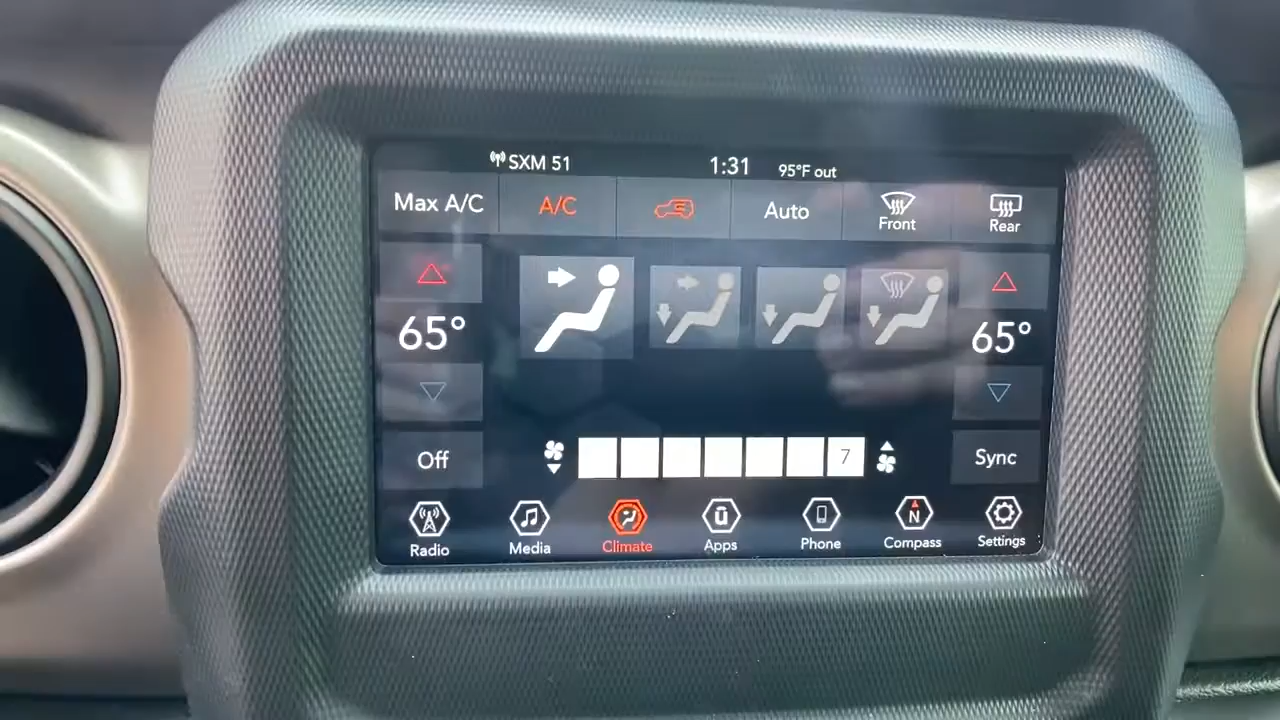 SXM 51 1:31 95°F out
Max A/C A/C Auto Front Rear
65° 65°
Off 7 Sync
Radio Media Climate Apps Phone Compass Settings
ū N